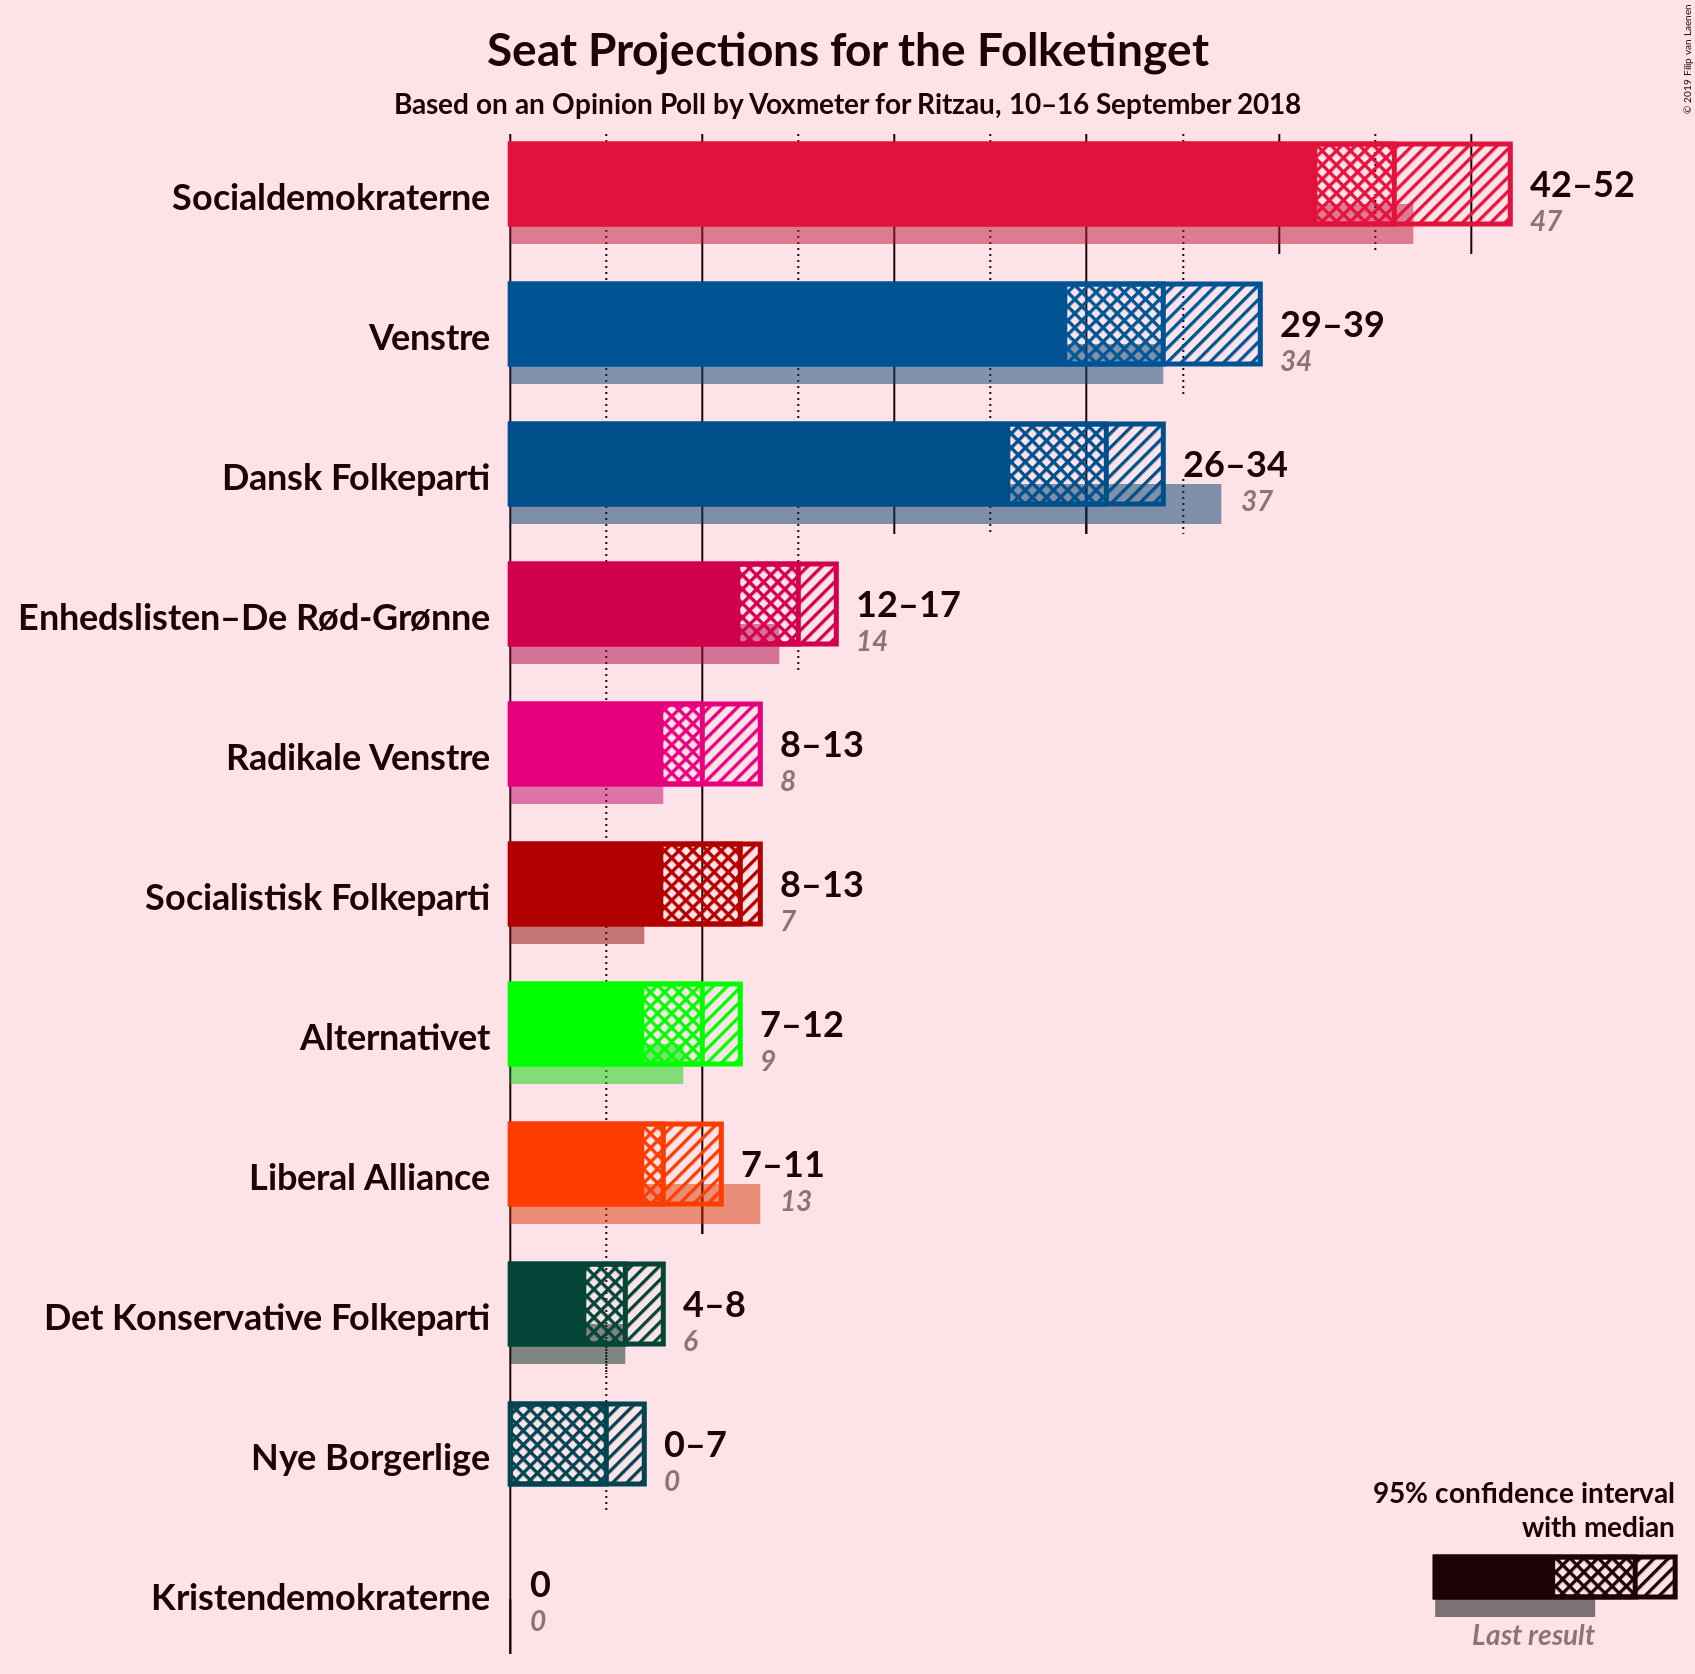 Seat Projections for the Folketinget
Based on an Opinion Poll by Voxmeter for Ritzau, 10–16 September 2018
© 2019 Filip van Laenen
Socialdemokraterne
42–52
47
Venstre
29–39
34
Dansk Folkeparti
26–34
37
Enhedslisten–De Rød-Grønne
12–17
14
Radikale Venstre
8–13
8
Socialistisk Folkeparti
8–13
7
Alternativet
7–12
9
Liberal Alliance
7–11
13
Det Konservative Folkeparti
4–8
6
Nye Borgerlige
0–7
0
Kristendemokraterne
0
0
95% confidence interval
with median
Last result